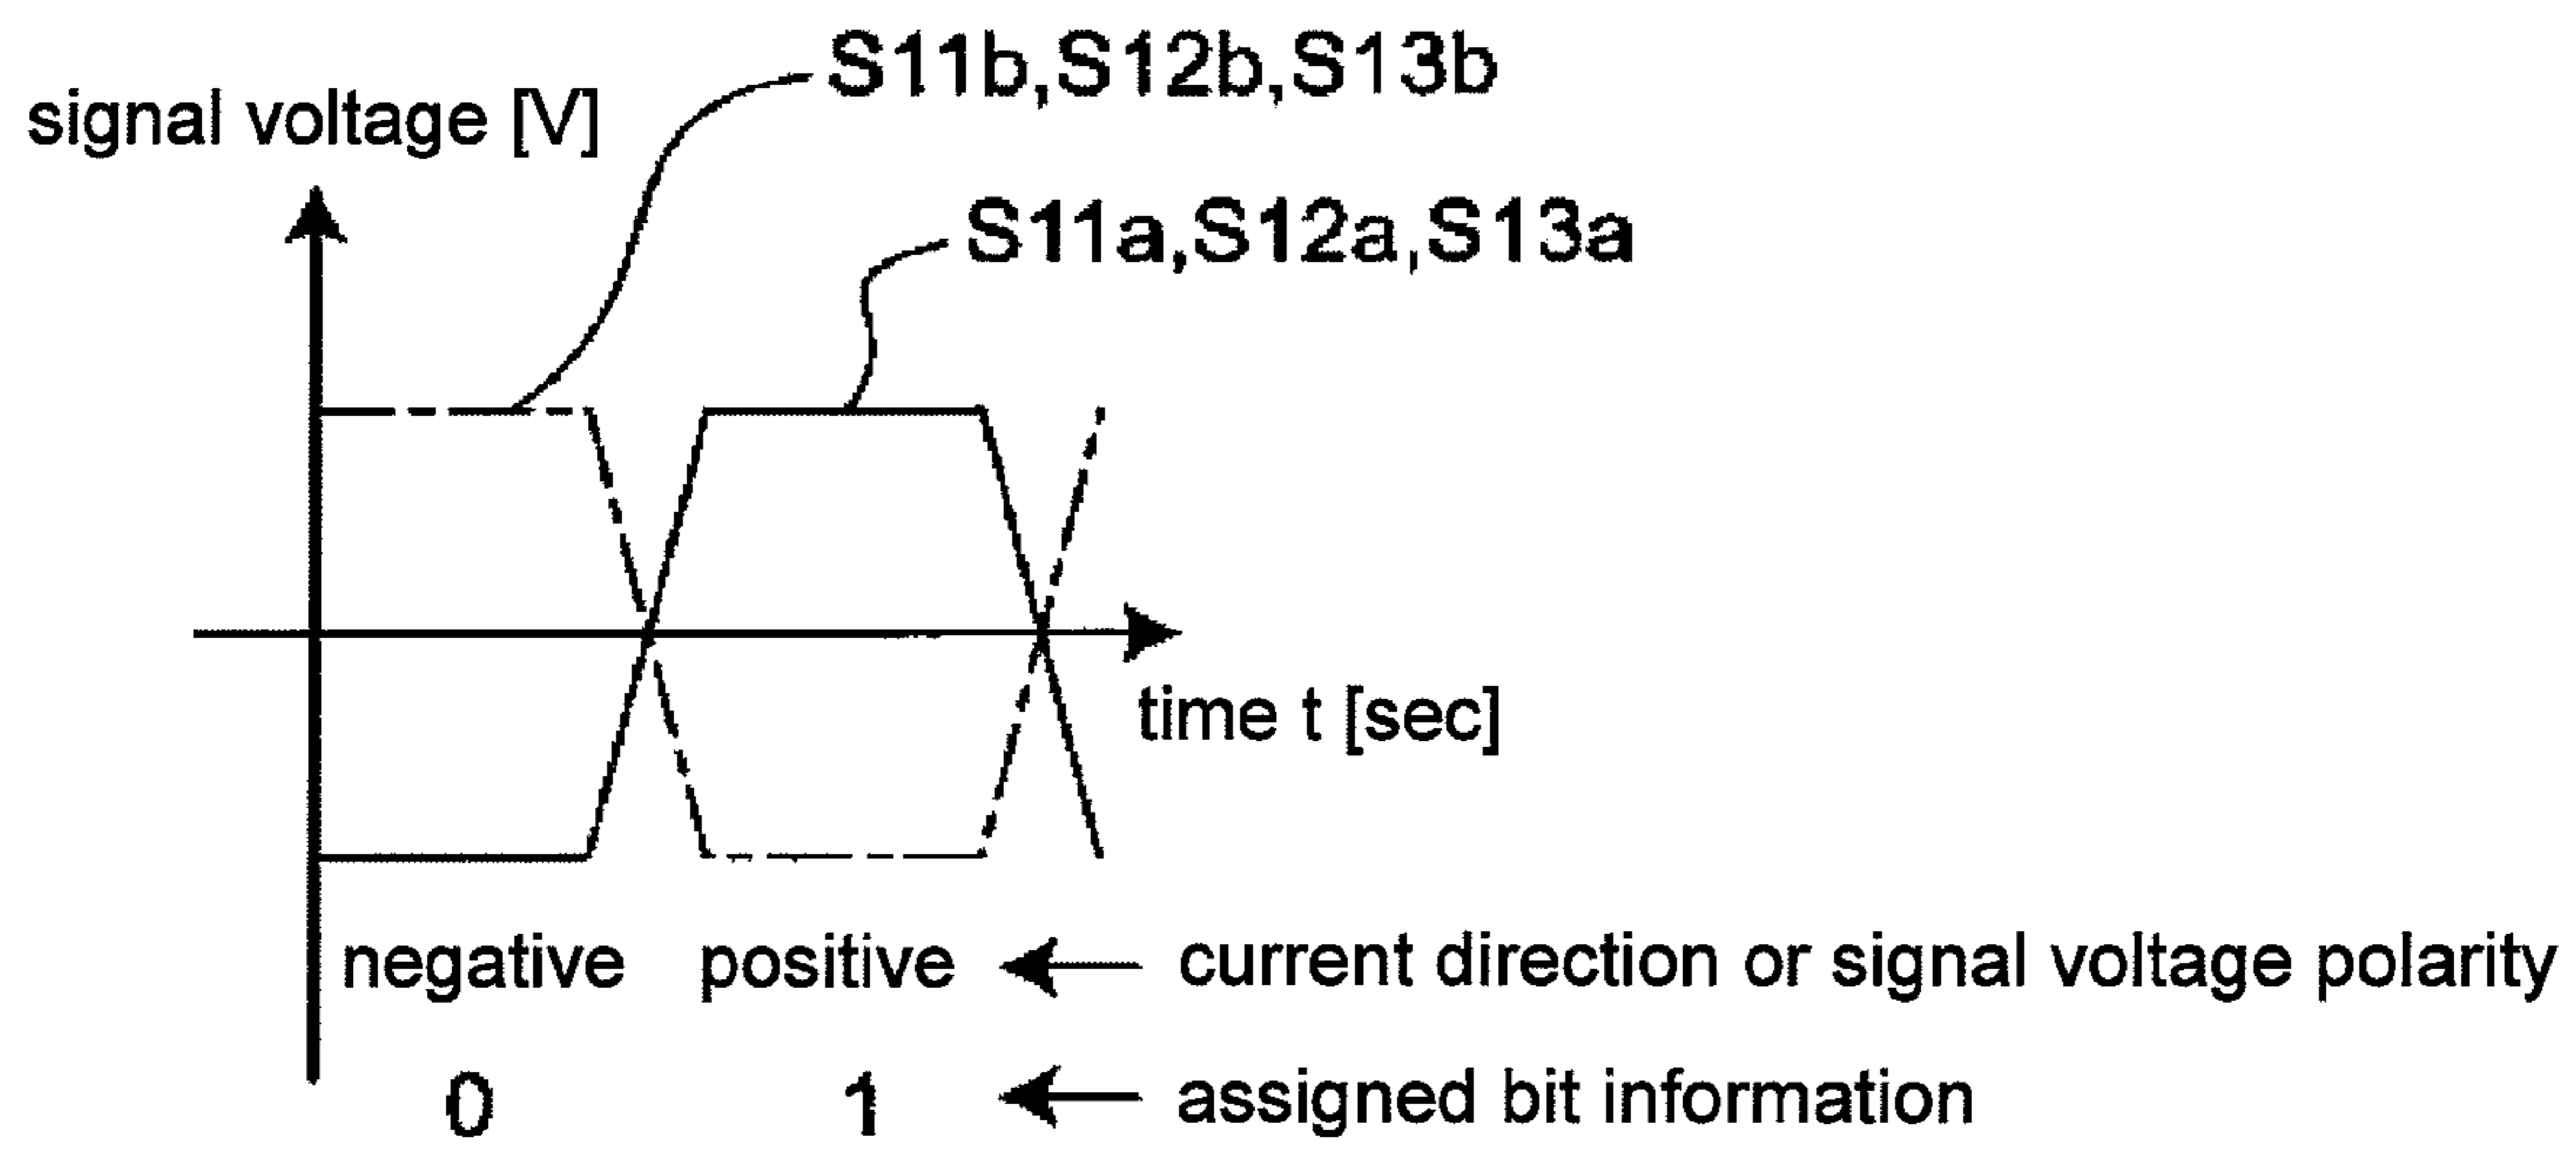 S11b,S12b,S13b
signal voltage [V]
S11a,S12a,S13a
time t [sec]
negative positive current direction or signal voltage polarity
0 1 assigned bit information